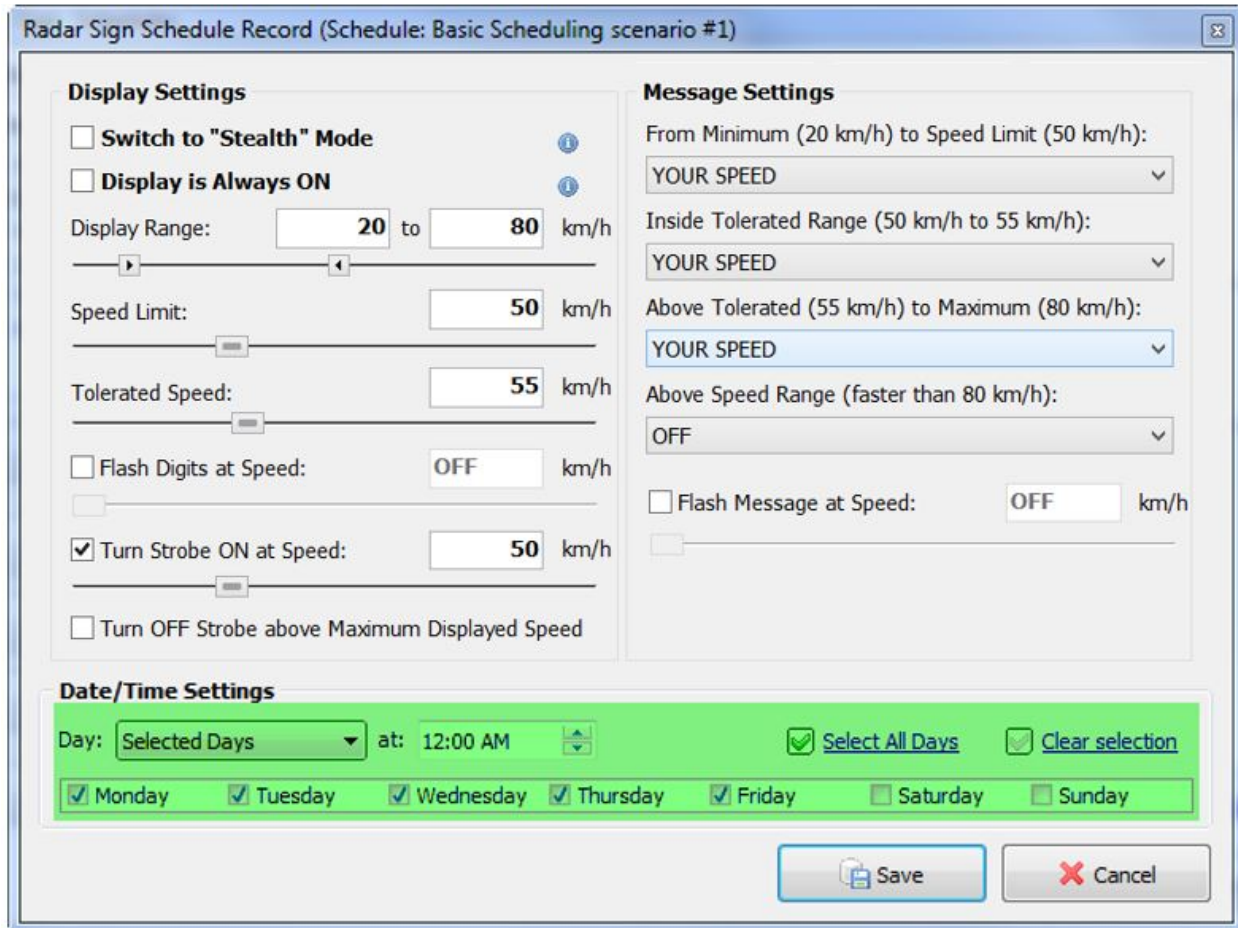 Radar Sign Schedule Record (Schedule: Basic Scheduling scenario #1)
Display Settings
Switch to "Stealth" Mode
Display is Always ON
Display Range: 20 to 80 km/h
Speed Limit: 50 km/h
Tolerated Speed: 55 km/h
Flash Digits at Speed: OFF km/h
Turn Strobe ON at Speed: 50 km/h
Turn OFF Strobe above Maximum Displayed Speed
Message Settings
From Minimum (20 km/h) to Speed Limit (50 km/h):
YOUR SPEED
Inside Tolerated Range (50 km/h to 55 km/h):
YOUR SPEED
Above Tolerated (55 km/h) to Maximum (80 km/h):
YOUR SPEED
Above Speed Range (faster than 80 km/h):
OFF
Flash Message at Speed: OFF km/h
Date/Time Settings
Day: Selected Days at: 12:00 AM Select All Days Clear selection
Monday Tuesday Wednesday Thursday Friday Saturday Sunday
Save Cancel